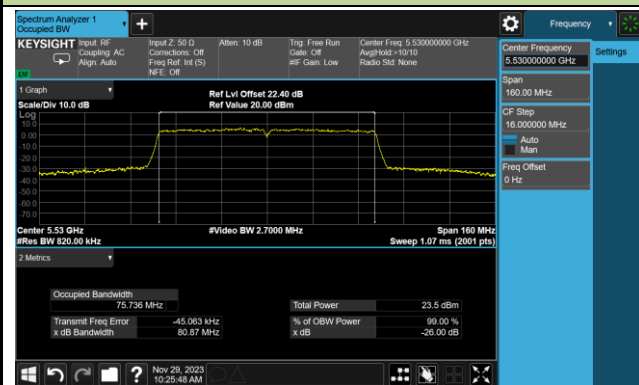 Spectrum Analyzer 1
Occupied BW
+
Frequency
KEYSIGHT
Input: RF
Coupling: AC
Align: Auto
Input Z: 50 Ω
Corrections: Off
Freq Ref: Int (S)
NFE: Off
Atten: 10 dB
Trig: Free Run
Gate: Off
#IF Gain: Low
Center Freq: 5.530000000 GHz
Avg|Hold:>10/10
Radio Std: None
Center Frequency
5.530000000 GHz
Settings
Span
160.00 MHz
CF Step
16.000000 MHz
Auto
Man
Freq Offset
0 Hz
1 Graph
Scale/Div 10.0 dB
Ref Lvl Offset 22.40 dB
Ref Value 20.00 dBm
Log
10.0
0.00
-10.0
-20.0
-30.0
-40.0
-50.0
-60.0
-70.0
Center 5.53 GHz
#Video BW 2.7000 MHz
Span 160 MHz
#Res BW 820.00 kHz
Sweep 1.07 ms (2001 pts)
2 Metrics
Occupied Bandwidth
75.736 MHz
Total Power
23.5 dBm
Transmit Freq Error
-45.063 kHz
% of OBW Power
99.00 %
x dB Bandwidth
80.87 MHz
x dB
-26.00 dB
?
Nov 29, 2023
10:25:48 AM